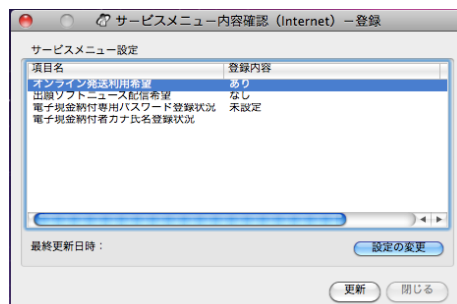 サービスメニュー内容確認（Internet）－登録
サービスメニュー設定
項目名 登録内容
オンライン発送利用希望 あり
出願ソフトニュース配信希望 なし
電子現金納付専用パスワード登録状況 未設定
電子現金納付者カナ氏名登録状況
最終更新日時：
設定の変更
更新 閉じる